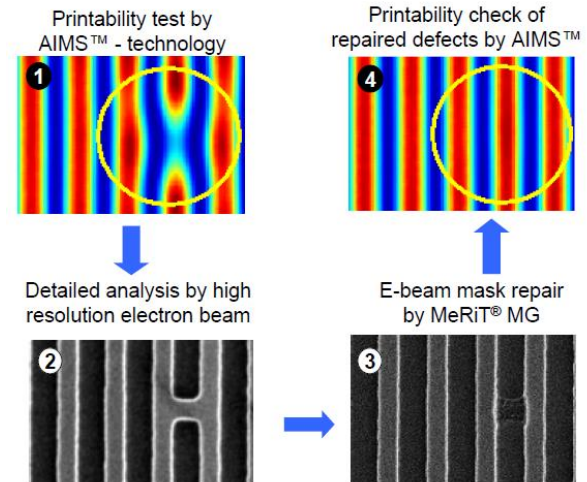 Printability test by
AIMS™ - technology
1
Detailed analysis by high
resolution electron beam
2
E-beam mask repair
by MeRiT® MG
3
Printability check of
repaired defects by AIMS™
4